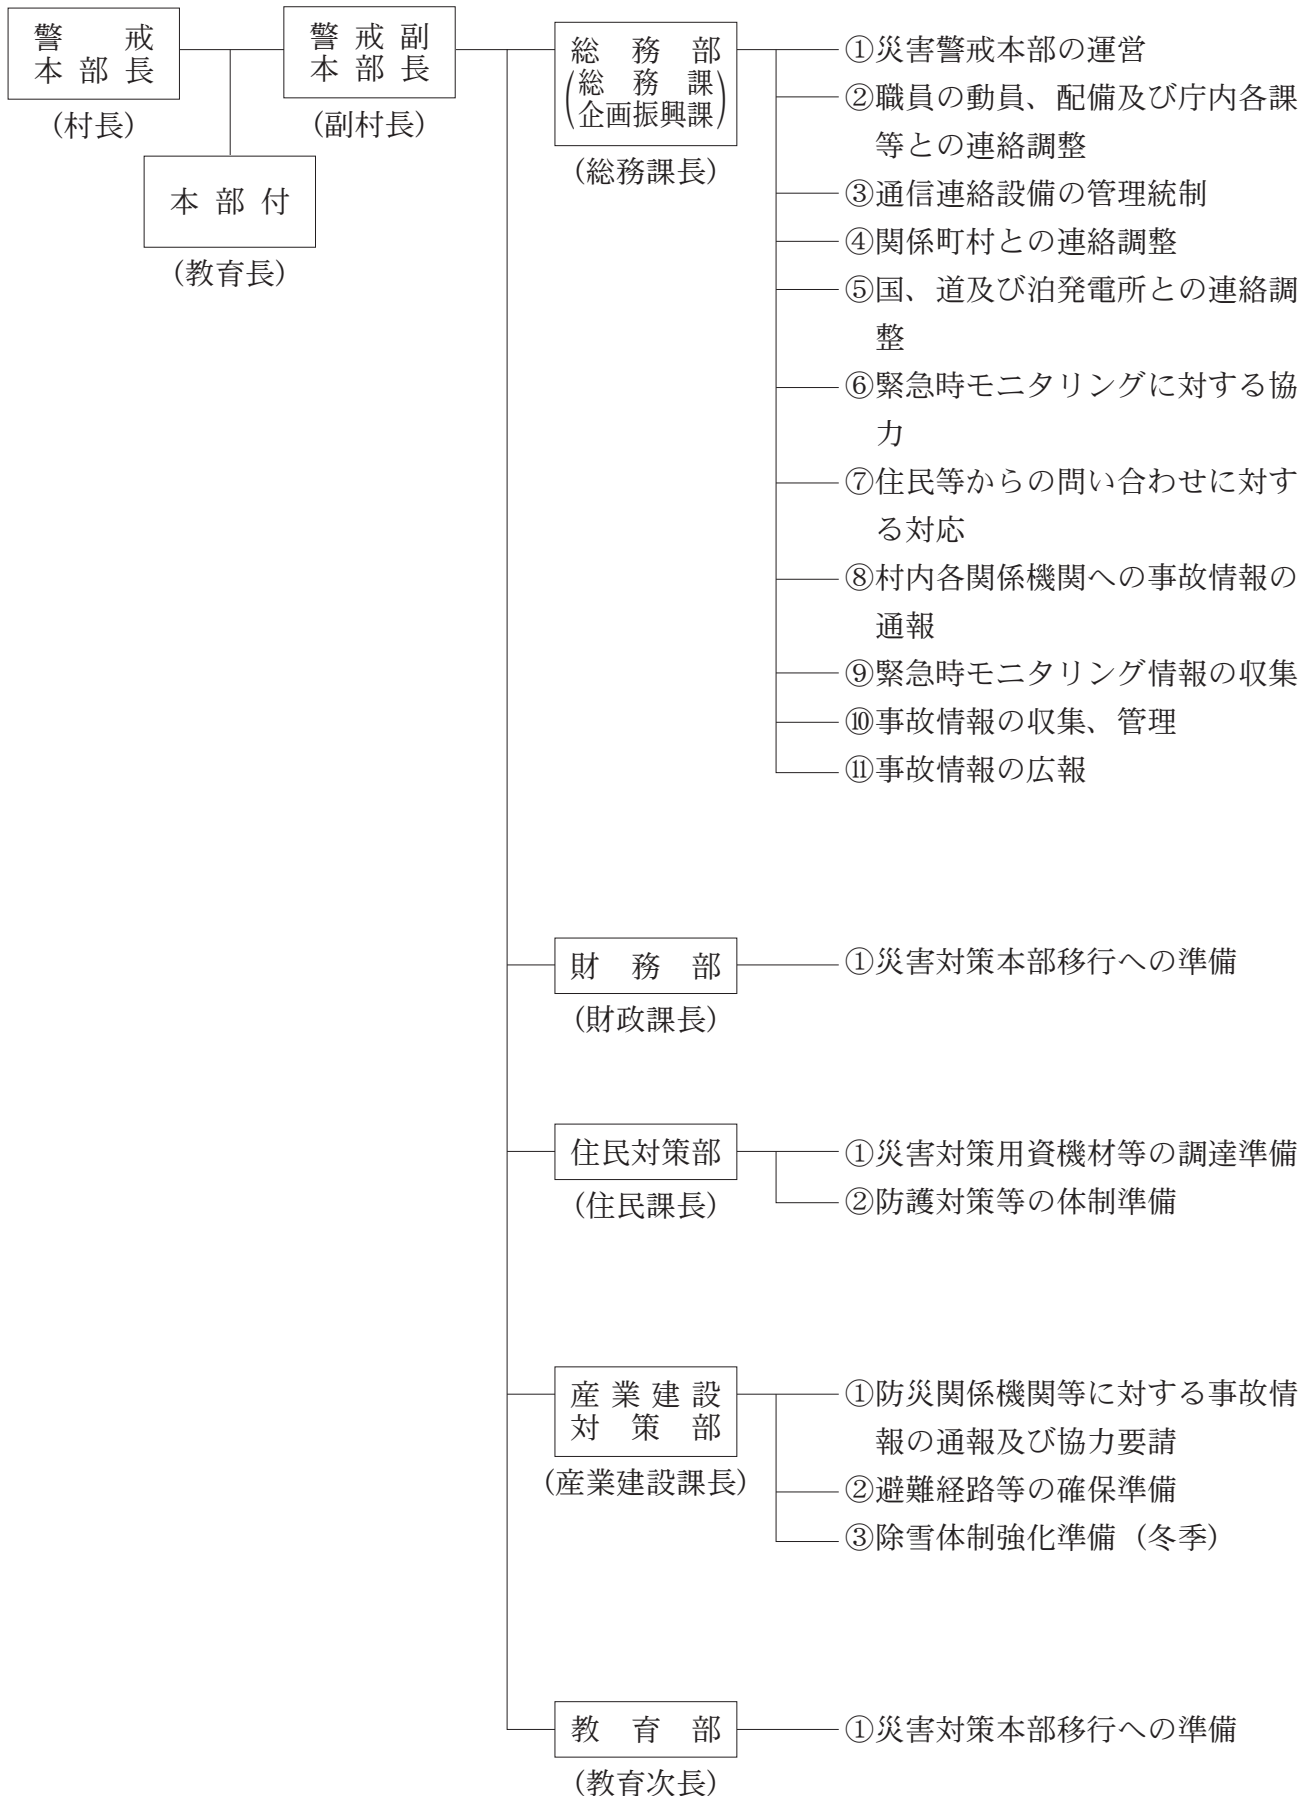 警戒
本部長
(村長)
本部付
(教育長)
警戒副
本部長
(副村長)
総務部
(総務課
企画振興課)
(総務課長)
①災害警戒本部の運営
②職員の動員、配備及び庁内各課
等との連絡調整
③通信連絡設備の管理統制
④関係町村との連絡調整
⑤国、道及び泊発電所との連絡調
整
⑥緊急時モニタリングに対する協
力
⑦住民等からの問い合わせに対す
る対応
⑧村内各関係機関への事故情報の
通報
⑨緊急時モニタリング情報の収集
⑩事故情報の収集、管理
⑪事故情報の広報
財務部
(財政課長)
①災害対策本部移行への準備
住民対策部
(住民課長)
①災害対策用資機材等の調達準備
②防護対策等の体制準備
産業建設
対策部
(産業建設課長)
①防災関係機関等に対する事故情
報の通報及び協力要請
②避難経路等の確保準備
③除雪体制強化準備（冬季）
教育部
(教育次長)
①災害対策本部移行への準備